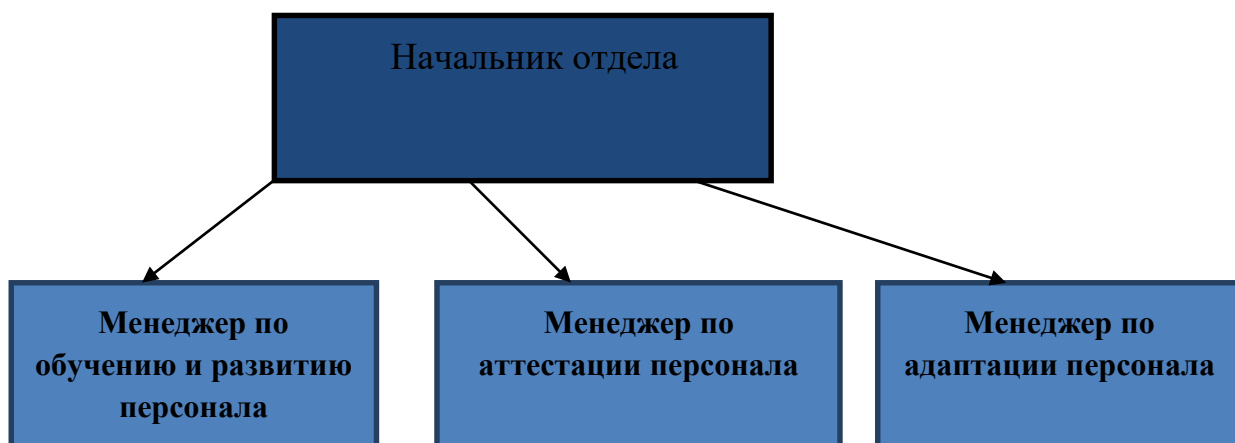 Начальник отдела
Менеджер по
обучению и развитию
персонала
Менеджер по
аттестации персонала
Менеджер по
адаптации персонала